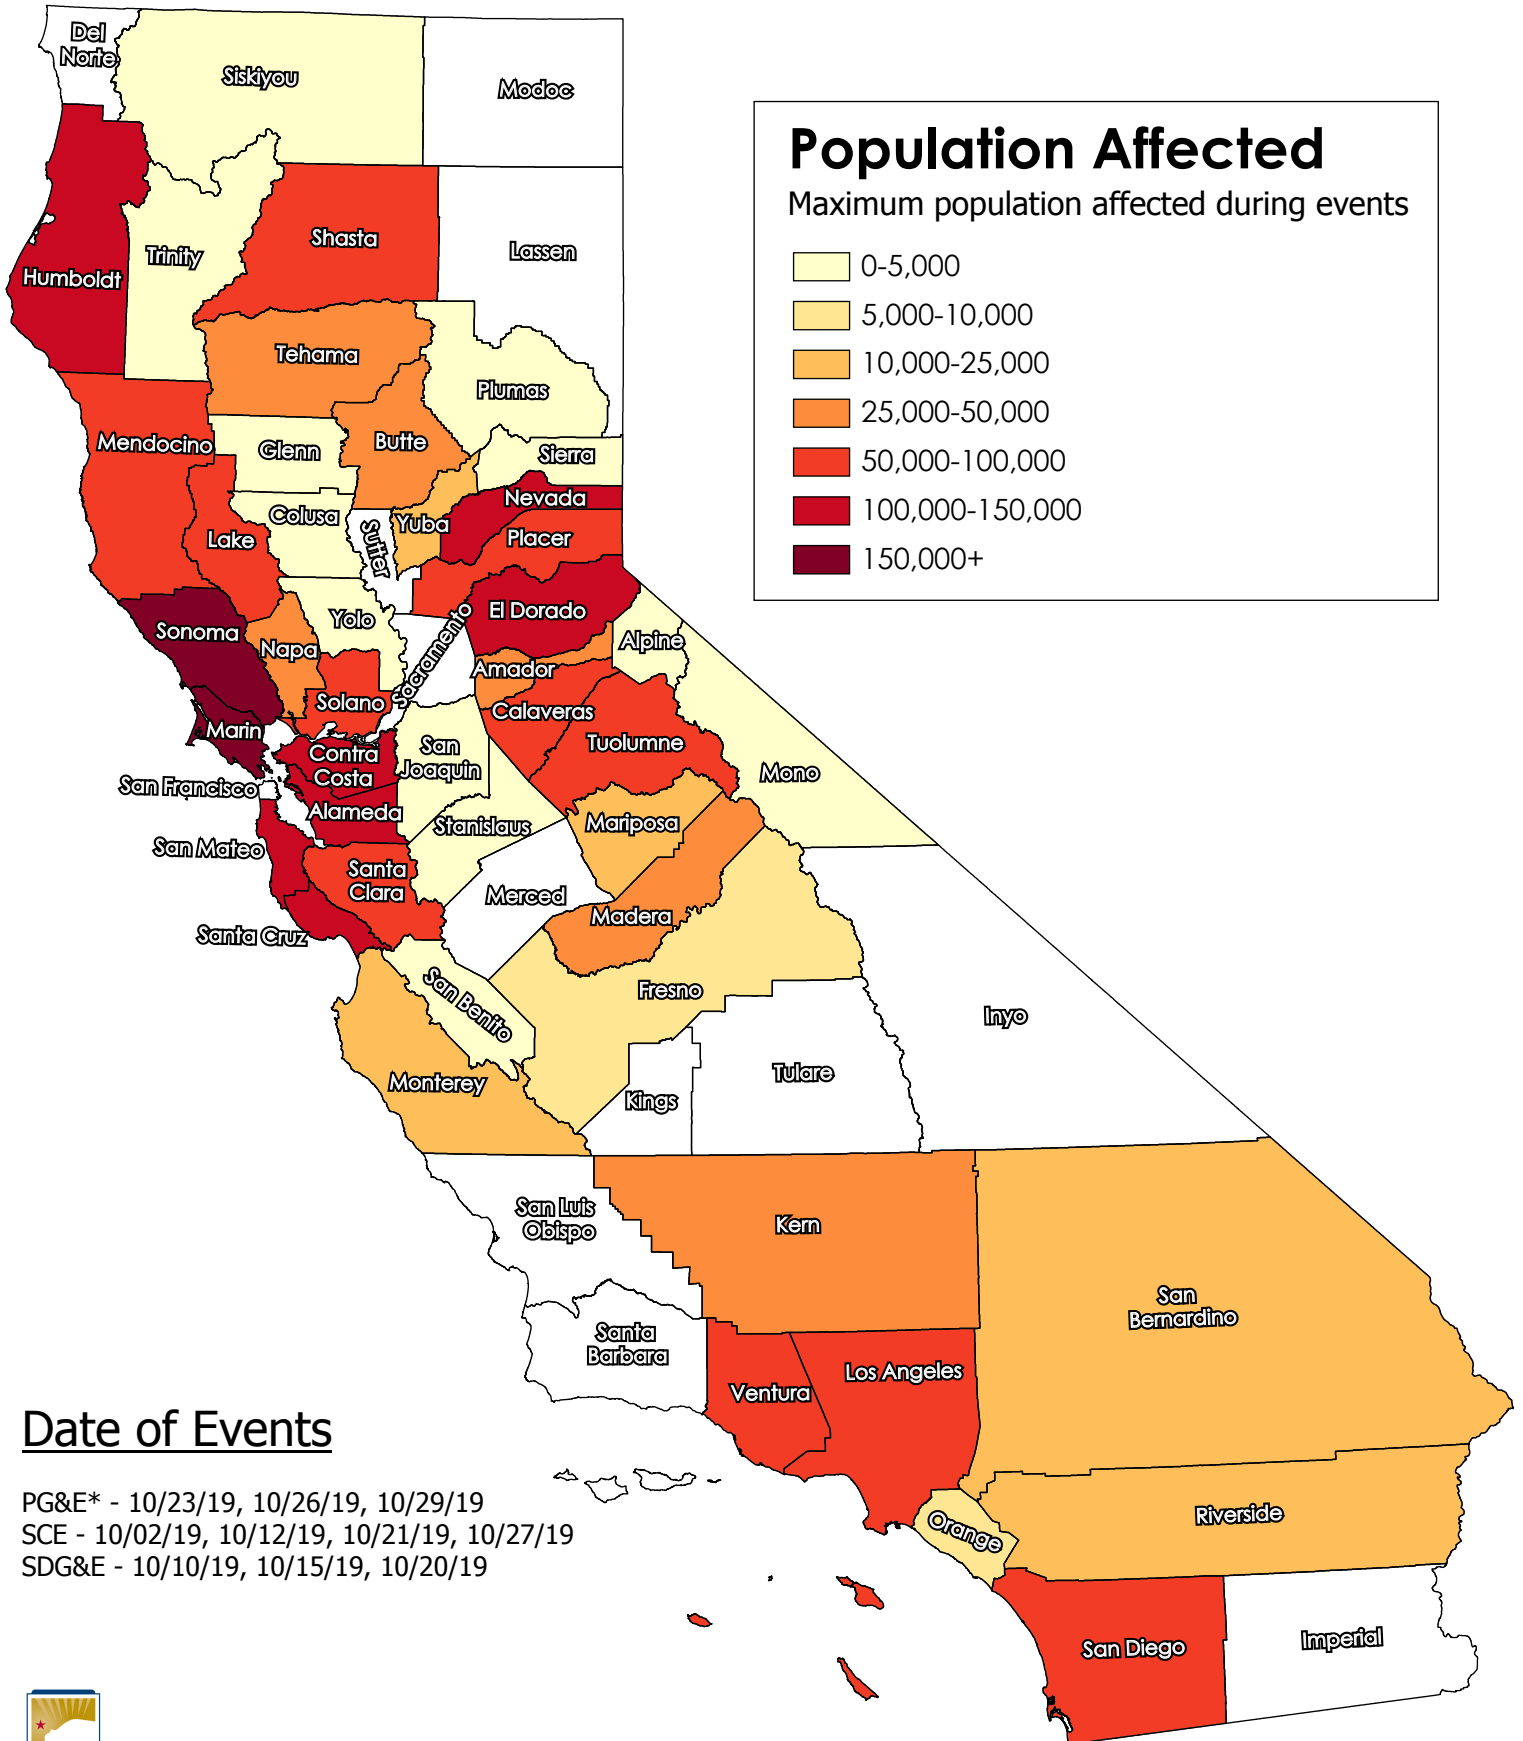 Del
Norte
Siskiyou
Modoc
Population Affected
Maximum population affected during events
0-5,000
5,000-10,000
10,000-25,000
25,000-50,000
50,000-100,000
100,000-150,000
150,000+
Shasta
Lassen
Trinity
Humboldt
Tehama
Plumas
Mendocino
Glenn
Butte
Sierra
Nevada
Colusa
Yuba
Sutter
Lake
Placer
El Dorado
Yolo
Sonoma
Sacramento
Alpine
Napa
Amador
Solano
Calaveras
Marin
Tuolumne
Contra
Costa
San
Joaquin
Mono
San Francisco
Alameda
Stanislaus
Mariposa
San Mateo
Santa
Clara
Merced
Madera
Santa Cruz
San Benito
Fresno
Inyo
Monterey
Tulare
Kings
San Luis
Obispo
Kern
San
Bernardino
Santa
Barbara
Los Angeles
Ventura
Date of Events
PG&E* - 10/23/19, 10/26/19, 10/29/19
SCE - 10/02/19, 10/12/19, 10/21/19, 10/27/19
SDG&E - 10/10/19, 10/15/19, 10/20/19
Riverside
Orange
San Diego
Imperial